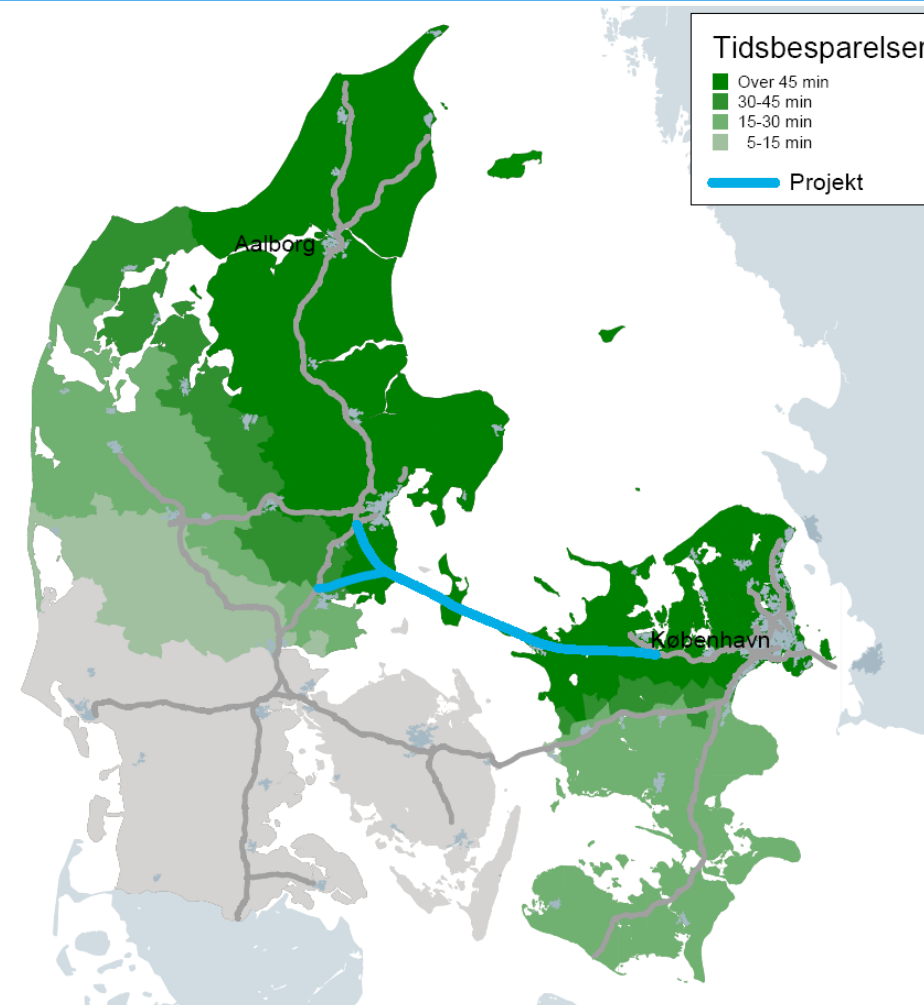 Tidsbesparelser
Over 45 min
30-45 min
15-30 min
5-15 min
Projekt
Aalborg
København